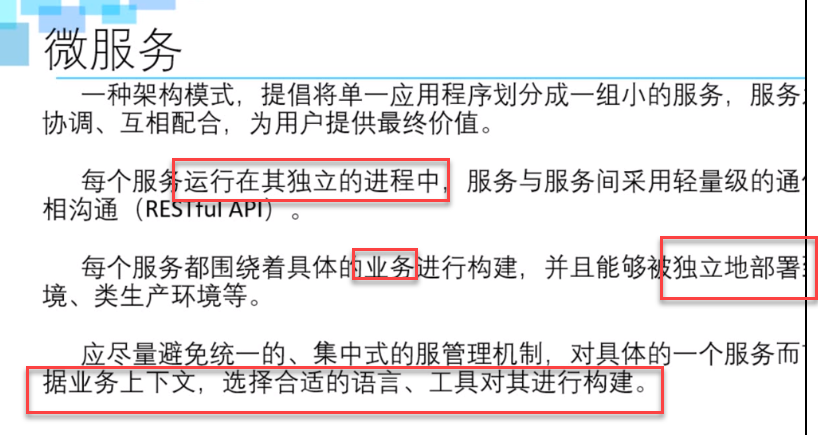 微服务
一种架构模式，提倡将单一应用程序划分成一组小的服务，服务
协调、互相配合，为用户提供最终价值。
每个服务运行在其独立的进程中，服务与服务间采用轻量级的通
相沟通（RESTful API）。
每个服务都围绕着具体的业务进行构建，并且能够被独立地部署
境、类生产环境等。
应尽量避免统一的、集中式的服管理机制，对具体的一个服务而
据业务上下文，选择合适的语言、工具对其进行构建。